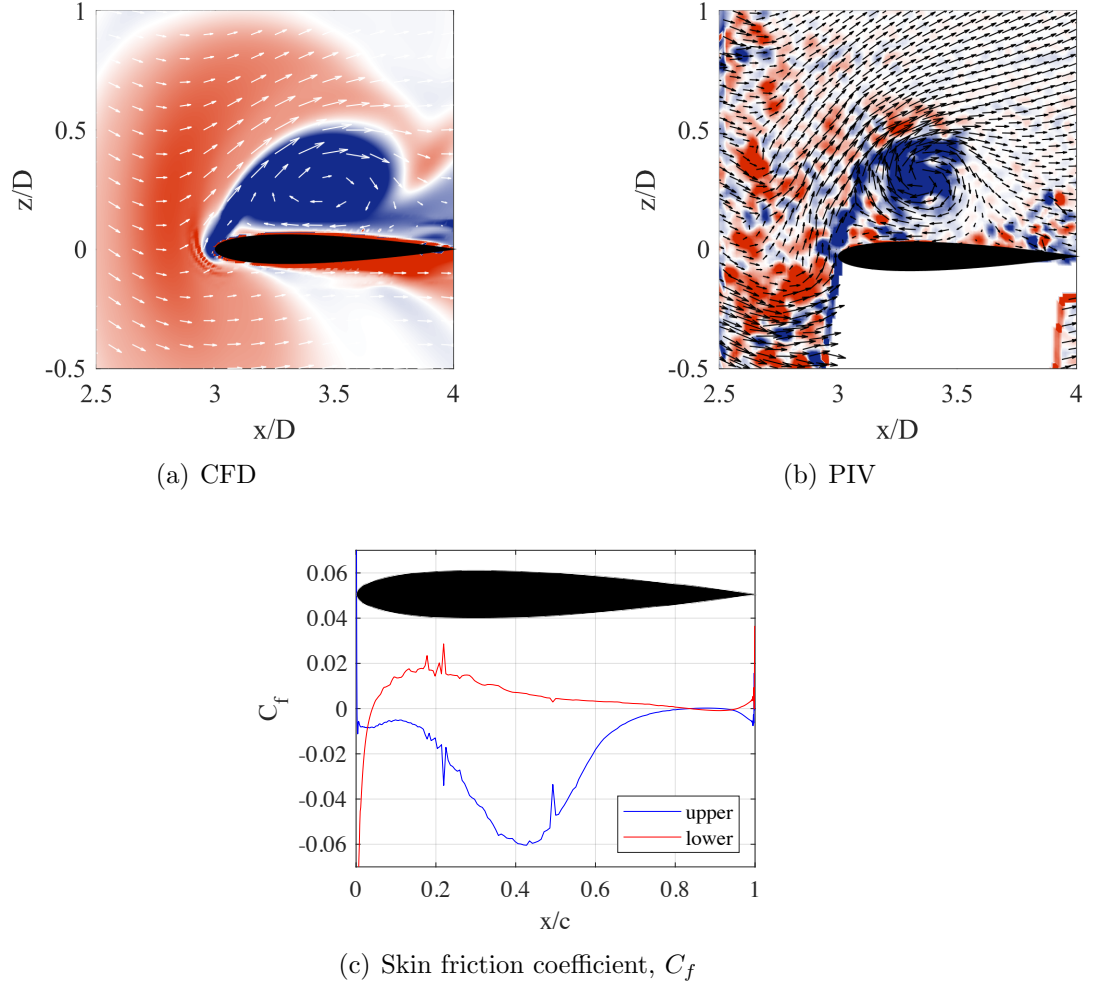 1
0.5
0
-0.5
2.5 3 3.5 4
z/D
x/D
(a) CFD
1
0.5
0
-0.5
2.5 3 3.5 4
z/D
x/D
(b) PIV
0.06
0.04
0.02
0
-0.02
-0.04
-0.06
C_f
upper
lower
0 0.2 0.4 0.6 0.8 1
x/c
(c) Skin friction coefficient, C_f